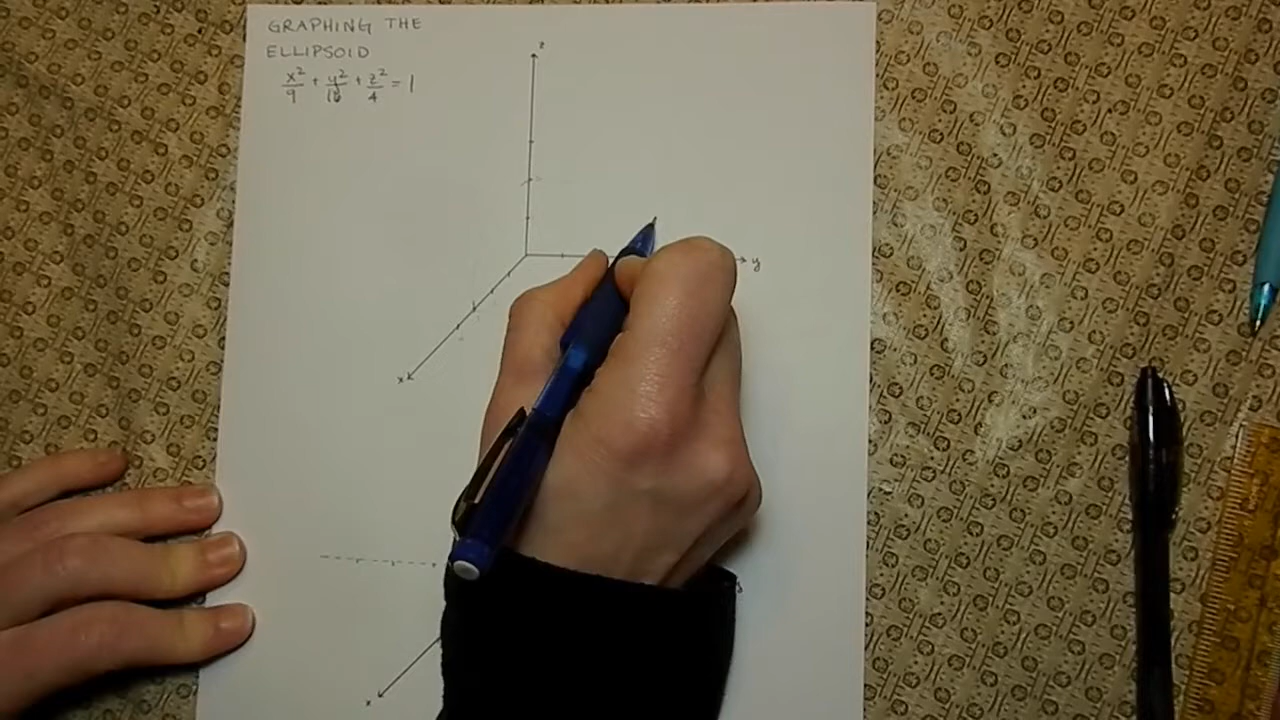 GRAPHING THE
ELLIPSOID
x²/9 + y²/16 + z²/4 = 1
z
y
x
x